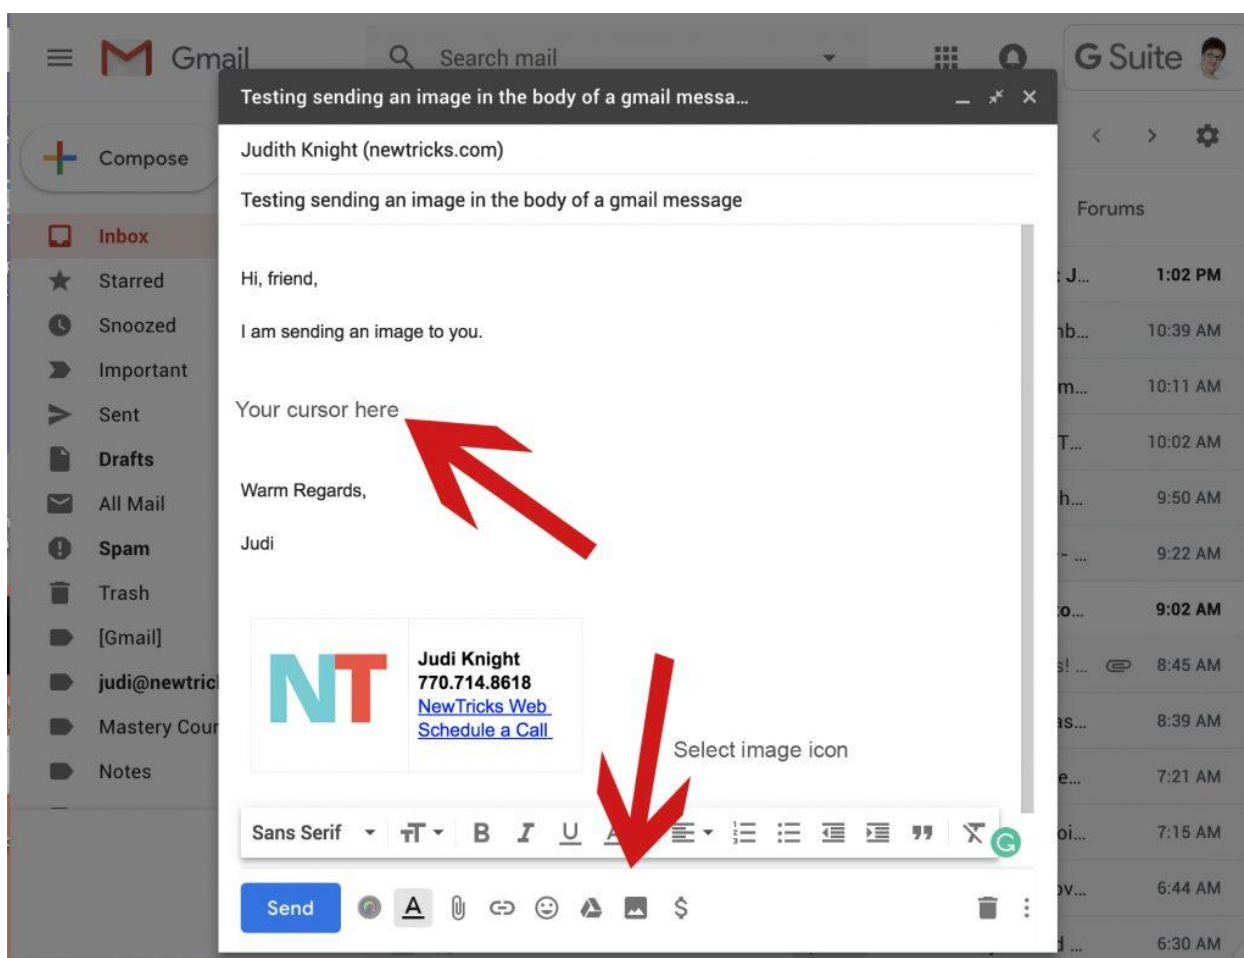 Gmail
Search mail
G Suite
Testing sending an image in the body of a gmail messa…
Judith Knight (newtricks.com)
Testing sending an image in the body of a gmail message
Compose
Inbox
Starred
Snoozed
Important
Sent
Drafts
All Mail
Spam
Trash
[Gmail]
judi@newtric
Mastery Cour
Notes
Hi, friend,
I am sending an image to you.
Your cursor here
Warm Regards,
Judi
NT
Judi Knight
770.714.8618
NewTricks Web
Schedule a Call
Select image icon
Sans Serif
Send
Forums
J… 1:02 PM
10:39 AM
10:11 AM
10:02 AM
9:50 AM
9:22 AM
9:02 AM
8:45 AM
8:39 AM
7:21 AM
7:15 AM
6:44 AM
6:30 AM